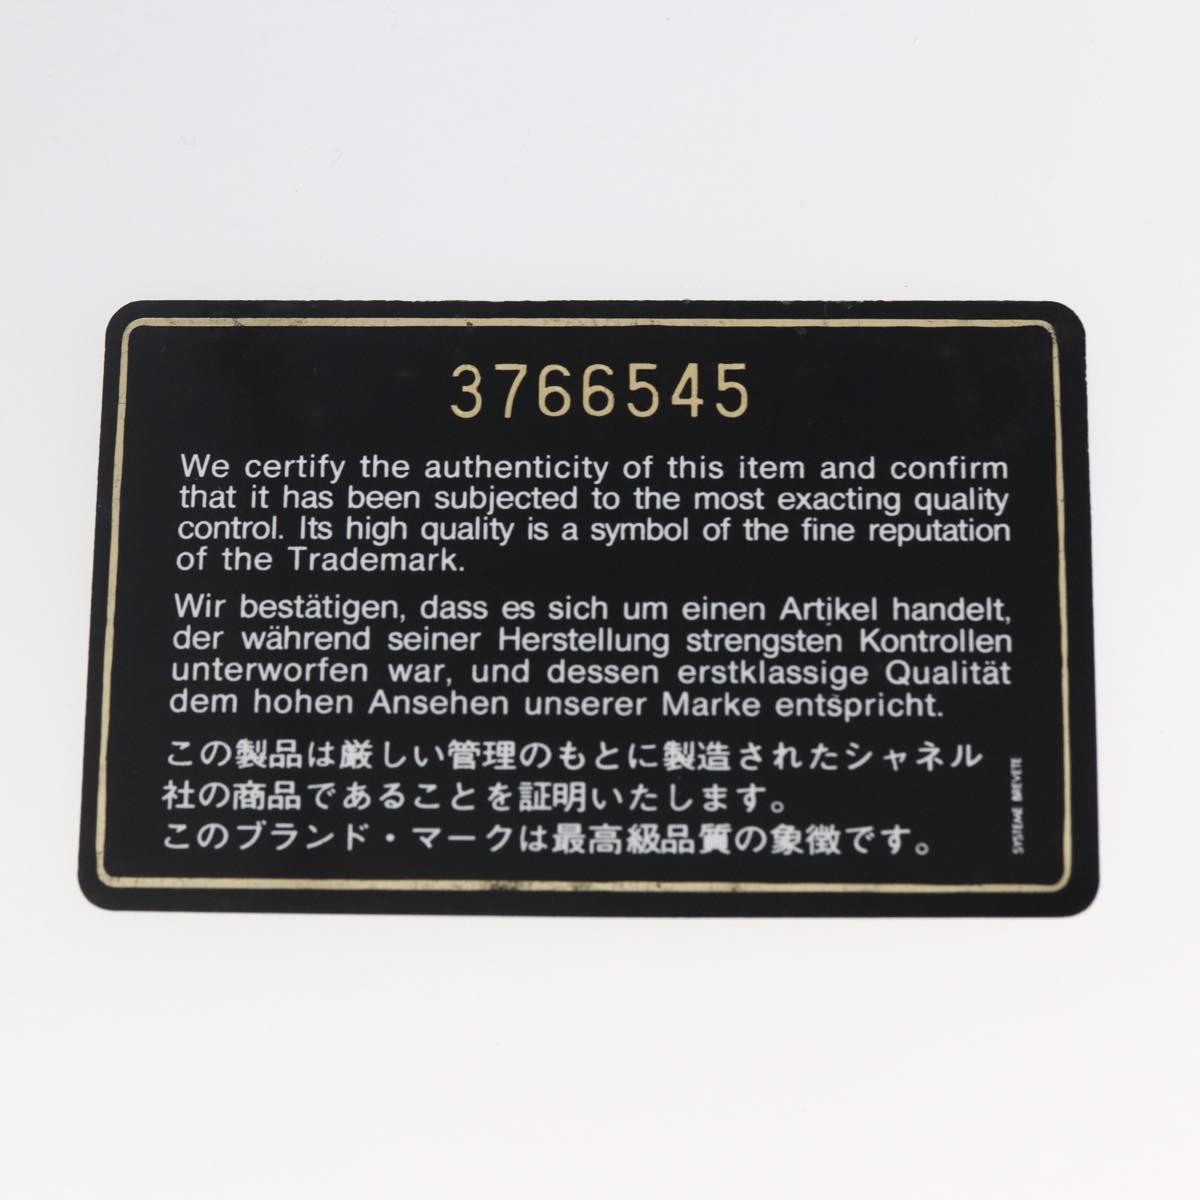 3766545
We certify the authenticity of this item and confirm
that it has been subjected to the most exacting quality
control. Its high quality is a symbol of the fine reputation
of the Trademark.
Wir bestätigen, dass es sich um einen Artikel handelt,
der während seiner Herstellung strengsten Kontrollen
unterworfen war, und dessen erstklassige Qualität
dem hohen Ansehen unserer Marke entspricht.
この製品は厳しい管理のもとに製造されたシャネル
社の商品であることを証明いたします。
このブランド・マークは最高級品質の象徴です。
SYSTEME BREVETE